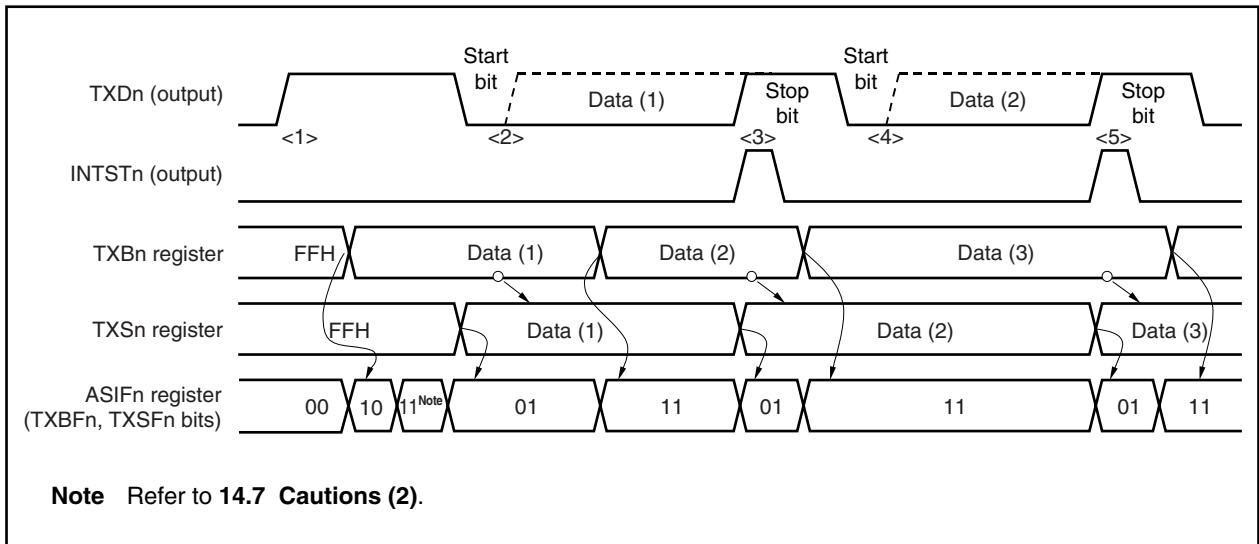 Start
bit
Start
bit
TXDn (output)
Data (1)
Stop
bit
Data (2)
Stop
bit
<1>
<2>
<3>
<4>
<5>
INTSTn (output)
TXBn register
FFH
Data (1)
Data (2)
Data (3)
TXSn register
FFH
Data (1)
Data (2)
Data (3)
ASIFn register
(TXBFn, TXSFn bits)
00
10
11Note
01
11
01
11
01
11
Note Refer to 14.7 Cautions (2).